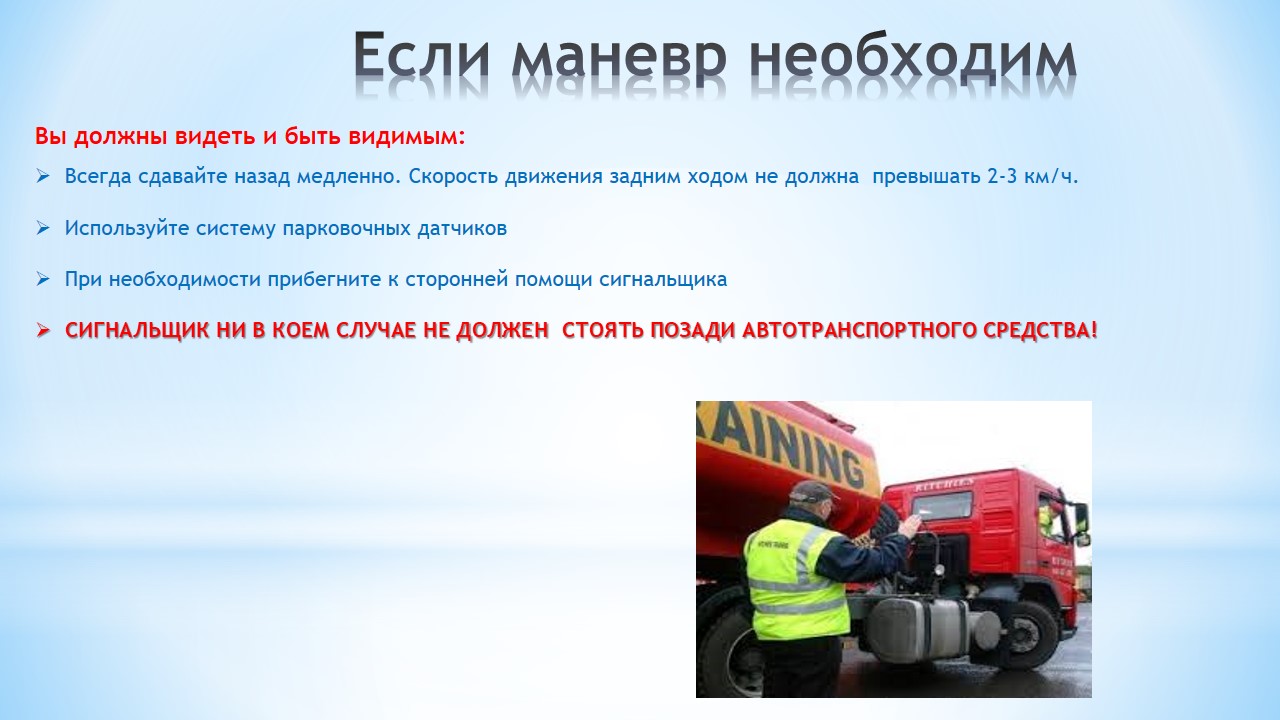 Если маневр необходим
Вы должны видеть и быть видимым:
Всегда сдавайте назад медленно. Скорость движения задним ходом не должна превышать 2-3 км/ч.
Используйте систему парковочных датчиков
При необходимости прибегните к сторонней помощи сигнальщика
СИГНАЛЬЩИК НИ В КОЕМ СЛУЧАЕ НЕ ДОЛЖЕН СТОЯТЬ ПОЗАДИ АВТОТРАНСПОРТНОГО СРЕДСТВА!
RAINING
RITCHIES